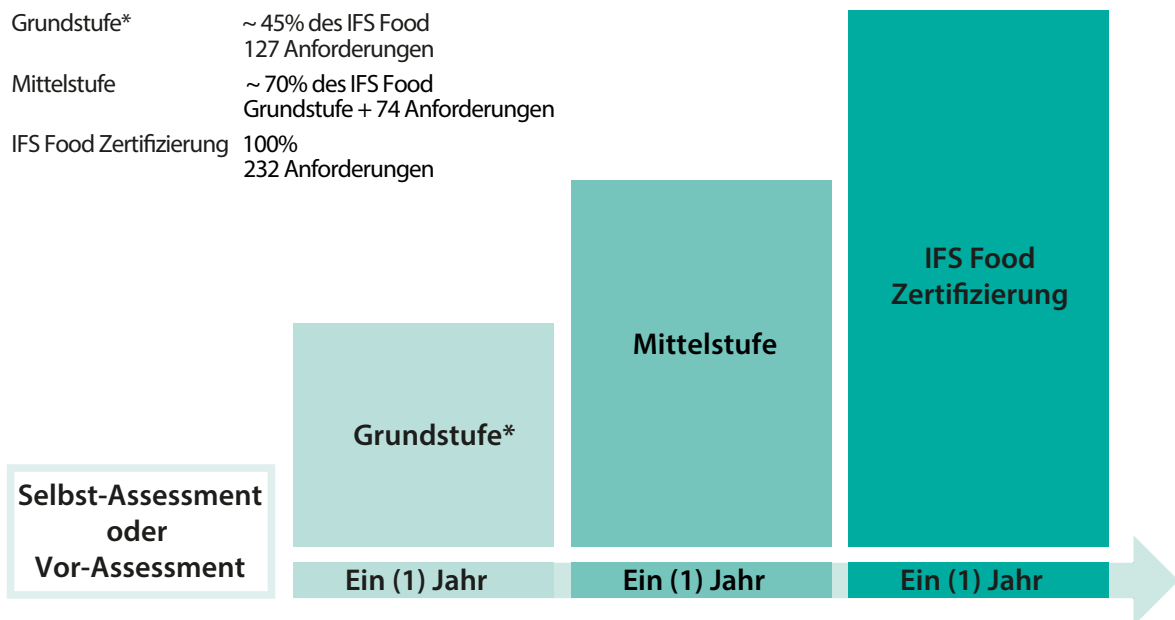 Grundstufe* ~ 45% des IFS Food
127 Anforderungen
Mittelstufe ~ 70% des IFS Food
Grundstufe + 74 Anforderungen
IFS Food Zertifizierung 100%
232 Anforderungen
IFS Food
Zertifizierung
Mittelstufe
Grundstufe*
Selbst-Assessment
oder
Vor-Assessment
Ein (1) Jahr
Ein (1) Jahr
Ein (1) Jahr